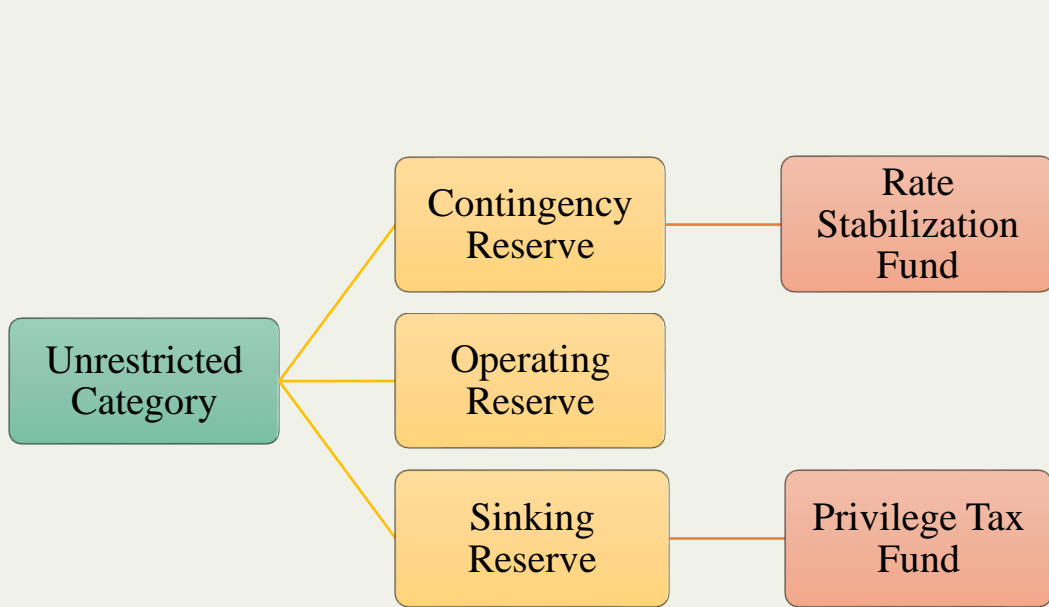 Unrestricted
Category
Contingency
Reserve
Rate
Stabilization
Fund
Operating
Reserve
Sinking
Reserve
Privilege Tax
Fund